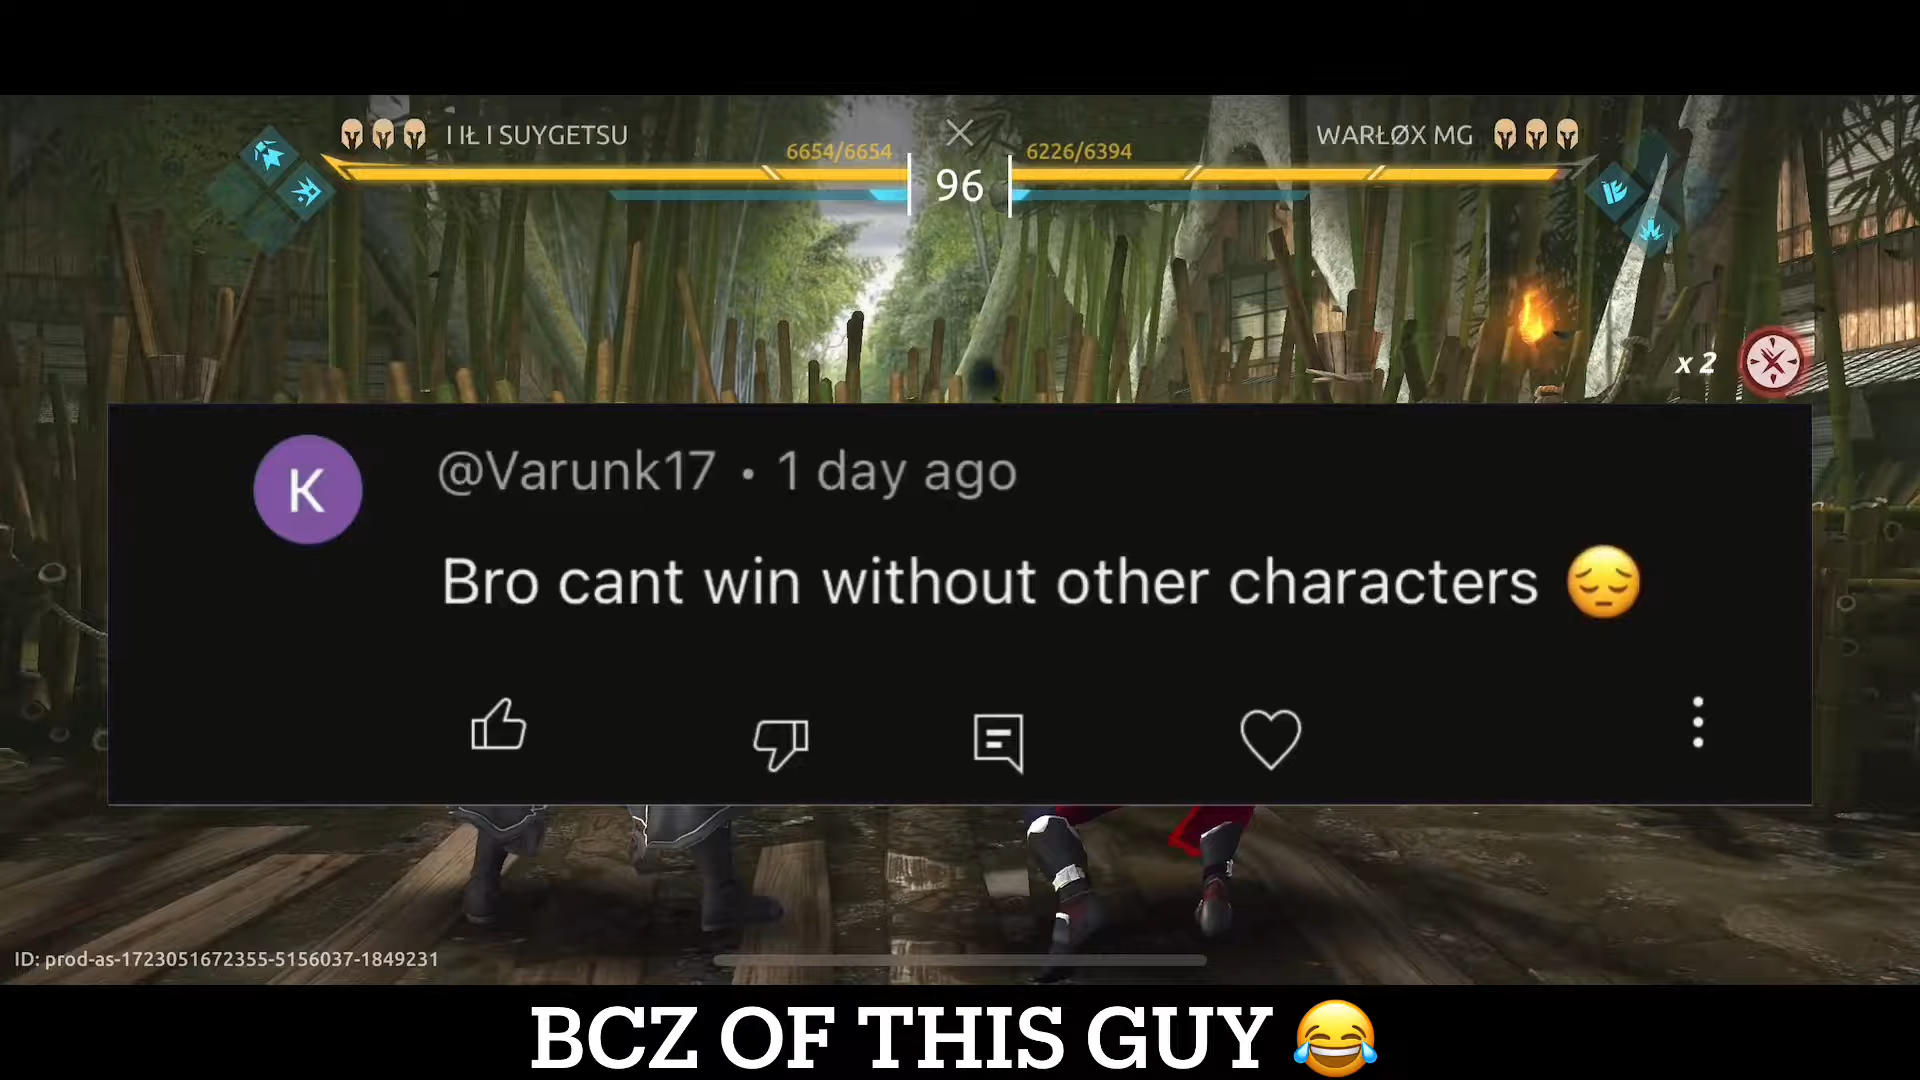 I IŁ I SUYGETSU
WARŁØX MG
6654/6654
6226/6394
96
x 2
K
@Varunk17 • 1 day ago
Bro cant win without other characters 😔
ID: prod-as-1723051672355-5156037-1849231
BCZ OF THIS GUY 😂